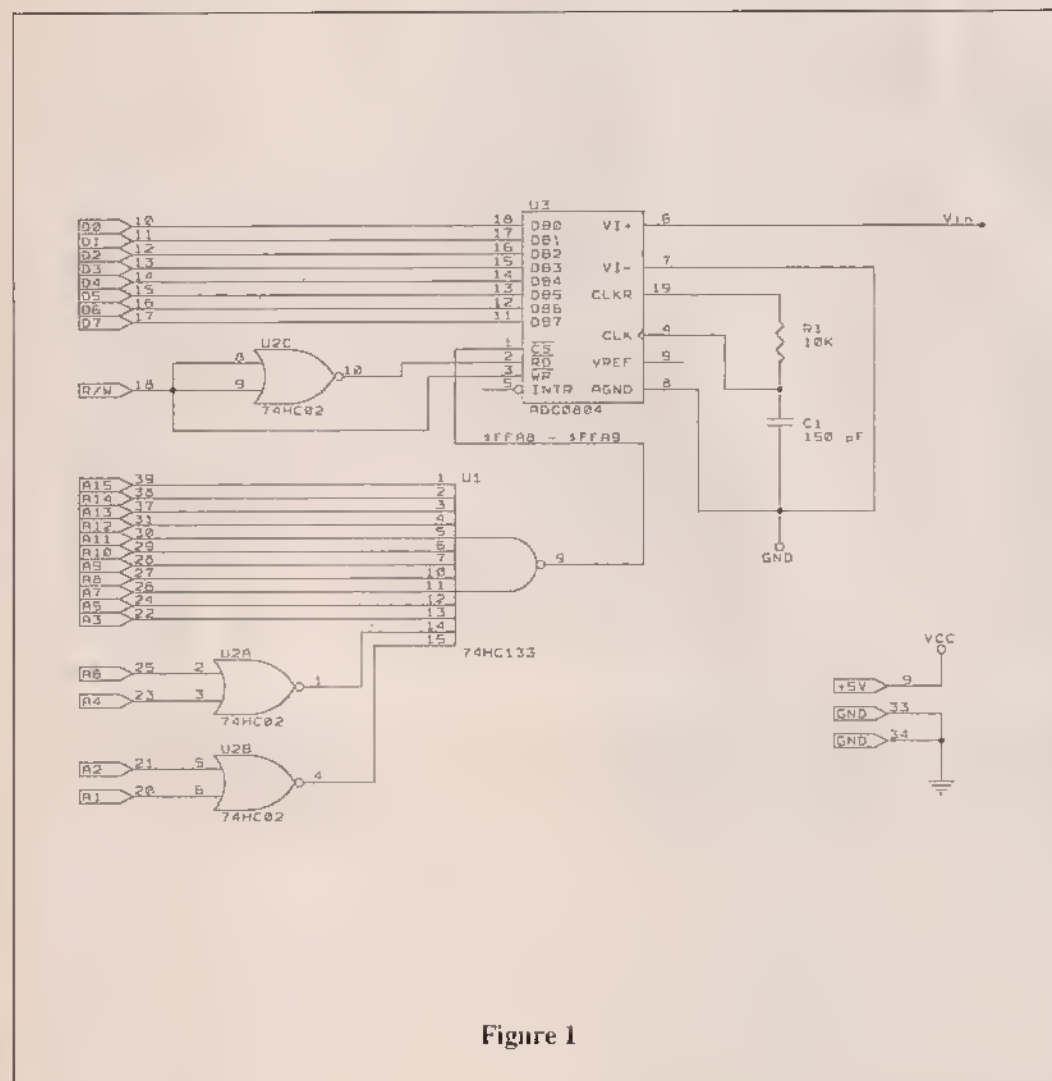 U3
D0 10 18 DB0 VI+ 6 Vin
D1 11 17 DB1
D2 12 16 DB2
D3 13 15 DB3 VI- 7
D4 14 14 DB4
D5 15 13 DB5 CLKR 19
D6 16 12 DB6
D7 17 11 DB7
CLK 4
R1
10K
U2C
8
9
10
74HC02
R/W 18
1 CS
2 RD
3 WR
5 INTR
VREF 9
AGND 8
ADC0804
C1
150 pF
$FFA8 - $FFA9
GND
U1
A15 39 1
A14 38 2
A13 37 3
A12 31 4
A11 30 5
A10 29 6
A9 28 7
A8 27 10
A7 26 11
A5 24 12
A3 22 13
14
15
9
74HC133
U2A
A6 25 2
A4 23 3
1
74HC02
U2B
A2 21 5
A1 20 6
4
74HC02
VCC
+5V 9
GND 33
GND 34
Figure 1